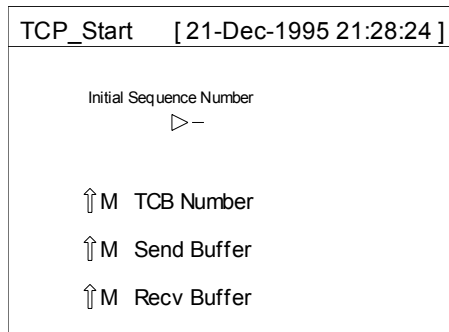 TCP_Start [ 21-Dec-1995 21:28:24 ]
Initial Sequence Number
⇧M TCB Number
⇧M Send Buffer
⇧M Recv Buffer